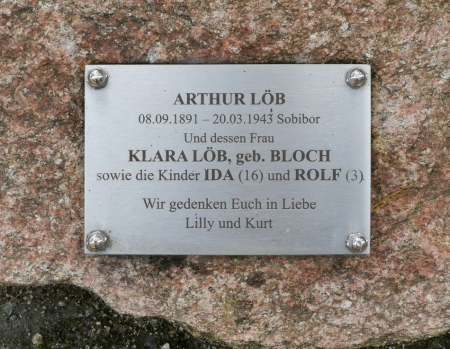 ARTHUR LÖB
08.09.1891 – 20.03.1943 Sobibor
Und dessen Frau
KLARA LÖB, geb. BLOCH
sowie die Kinder IDA (16) und ROLF (3)
Wir gedenken Euch in Liebe
Lilly und Kurt